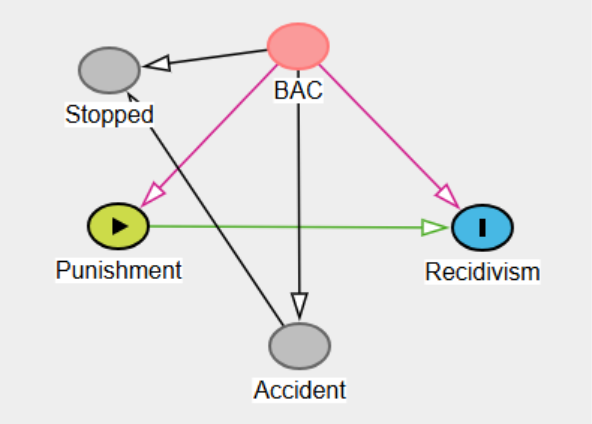 BAC
Stopped
Punishment
Recidivism
Accident